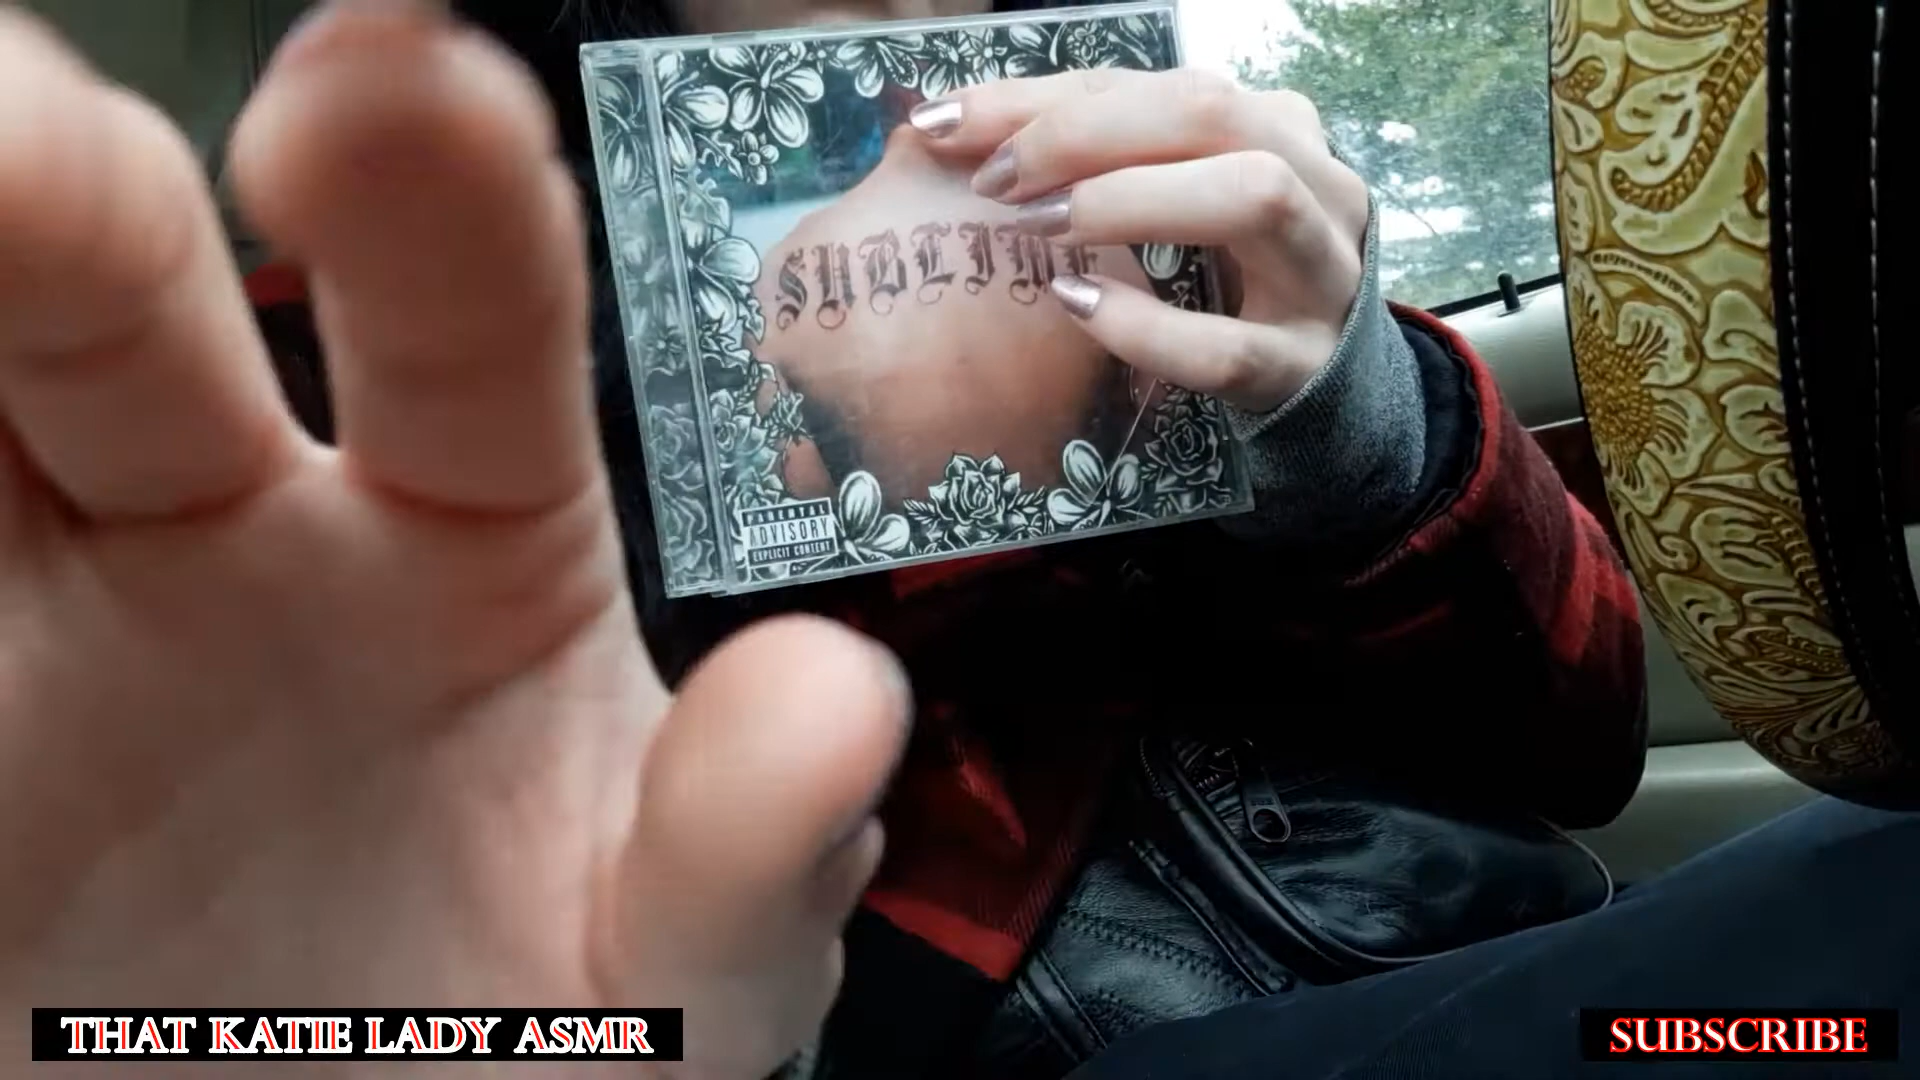 SUBLIME
PARENTAL
ADVISORY
EXPLICIT CONTENT
THAT KATIE LADY ASMR
SUBSCRIBE